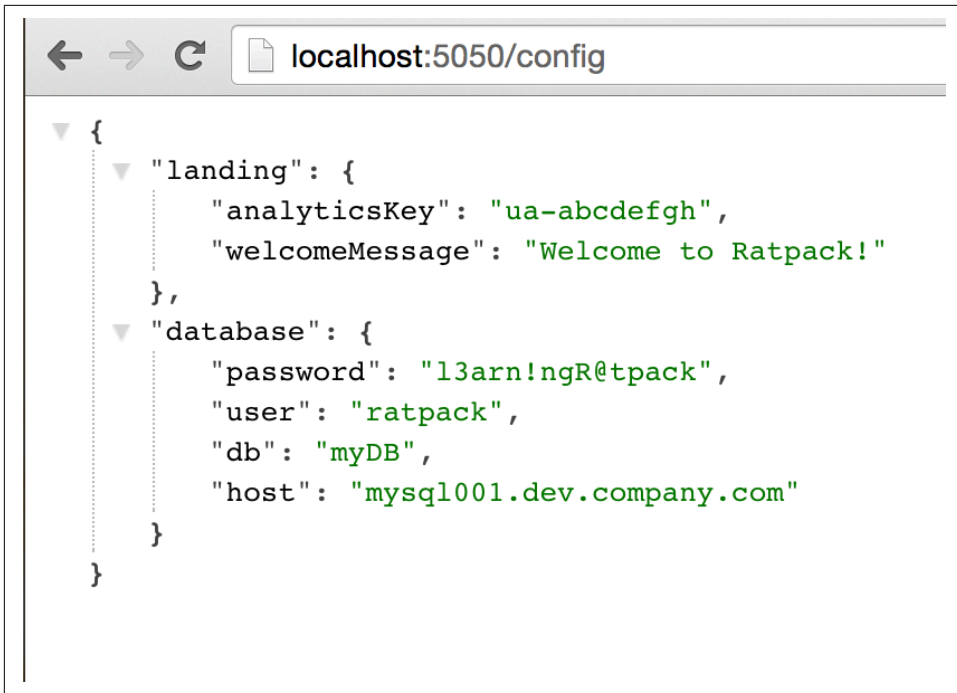 localhost:5050/config
{
"landing": {
"analyticsKey": "ua-abcdefgh",
"welcomeMessage": "Welcome to Ratpack!"
},
"database": {
"password": "l3arn!ngR@tpack",
"user": "ratpack",
"db": "myDB",
"host": "mysql001.dev.company.com"
}
}